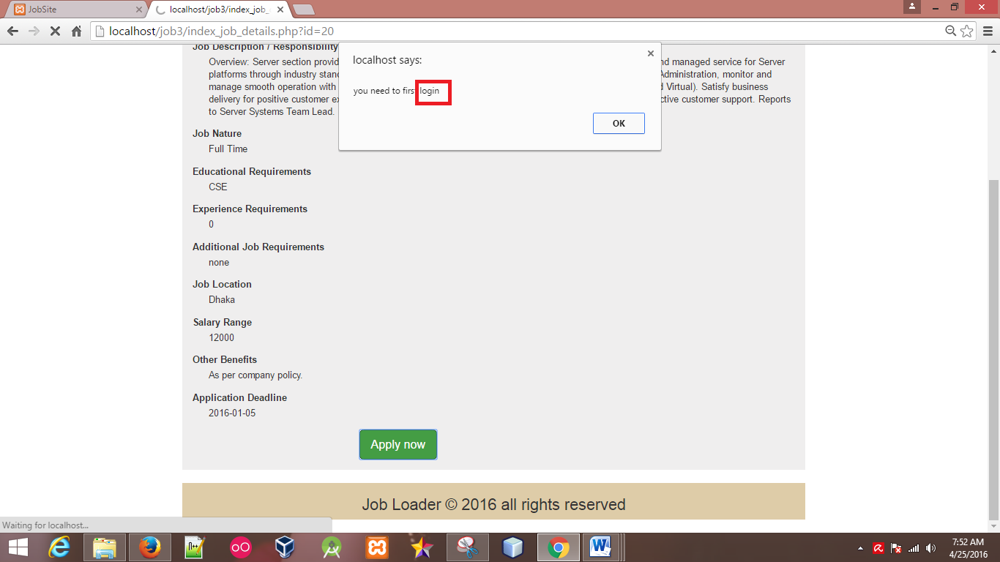 JobSite
localhost/job3/index_job_
localhost/job3/index_job_details.php?id=20
localhost says:
you need to first login
OK
Job Description / Responsibility
Overview: Server section provid nd managed service for Server
platforms through industry stan Administration, monitor and
manage smooth operation with d Virtual). Satisfy business
delivery for positive customer ex ctive customer support. Reports
to Server Systems Team Lead.
Job Nature
Full Time
Educational Requirements
CSE
Experience Requirements
0
Additional Job Requirements
none
Job Location
Dhaka
Salary Range
12000
Other Benefits
As per company policy.
Application Deadline
2016-01-05
Apply now
Job Loader © 2016 all rights reserved
Waiting for localhost...
7:52 AM
4/25/2016